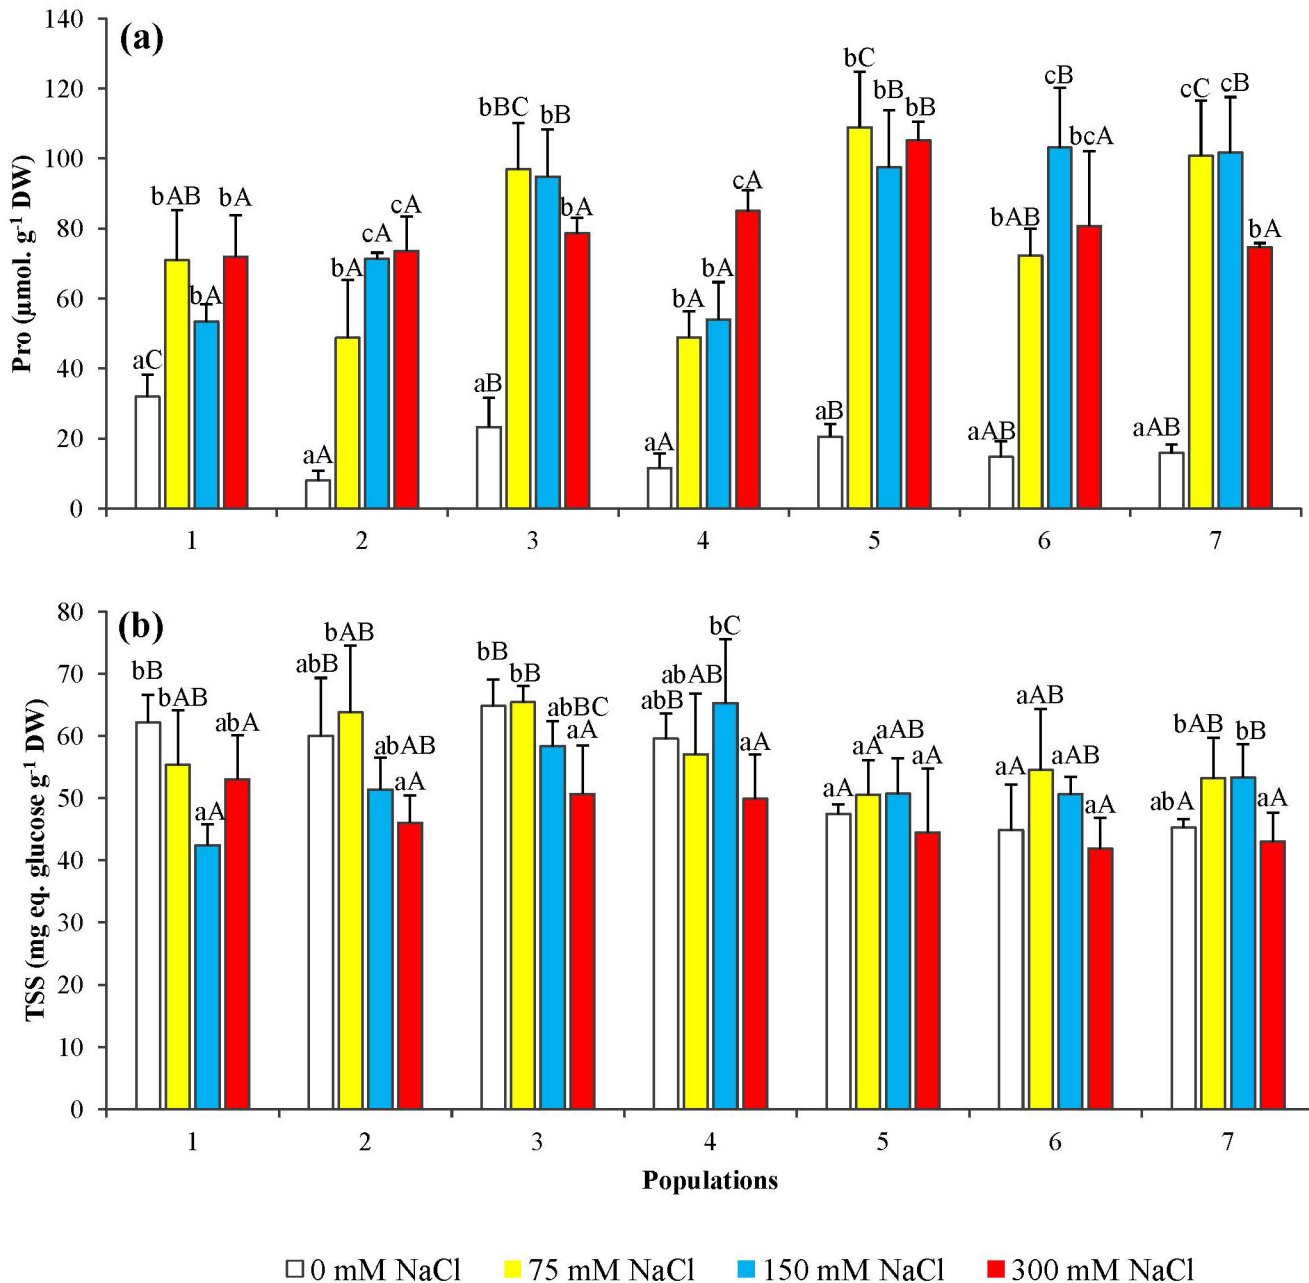 (a)
Pro (µmol. g-1 DW)
140
120
100
80
60
40
20
0
aC bAB bA bA
aA bA cA cA
aB bBC bB bA
aA bA bA cA
aB bC bB bB
aAB bAB cB bcA
aAB cC cB bA
1 2 3 4 5 6 7
(b)
TSS (mg eq. glucose g-1 DW)
80
70
60
50
40
30
20
10
0
bB bAB aA abA
abB bAB abAB aA
bB bB abBC aA
abB abAB bC aA
aA aA aAB aA
aA aAB aAB aA
abA bAB bB aA
1 2 3 4 5 6 7
Populations
0 mM NaCl 75 mM NaCl 150 mM NaCl 300 mM NaCl